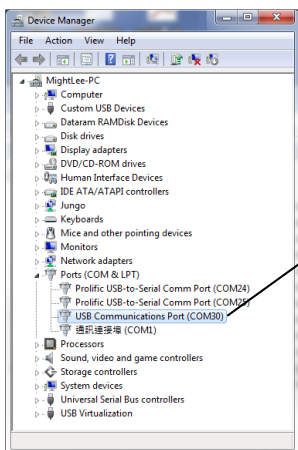 Device Manager
File Action View Help
MightLee-PC
Computer
Custom USB Devices
Dataram RAMDisk Devices
Disk drives
Display adapters
DVD/CD-ROM drives
Human Interface Devices
IDE ATA/ATAPI controllers
Jungo
Keyboards
Mice and other pointing devices
Monitors
Network adapters
Ports (COM & LPT)
Prolific USB-to-Serial Comm Port (COM24)
Prolific USB-to-Serial Comm Port (COM25)
USB Communications Port (COM30)
通訊連接埠 (COM1)
Processors
Sound, video and game controllers
Storage controllers
System devices
Universal Serial Bus controllers
USB Virtualization